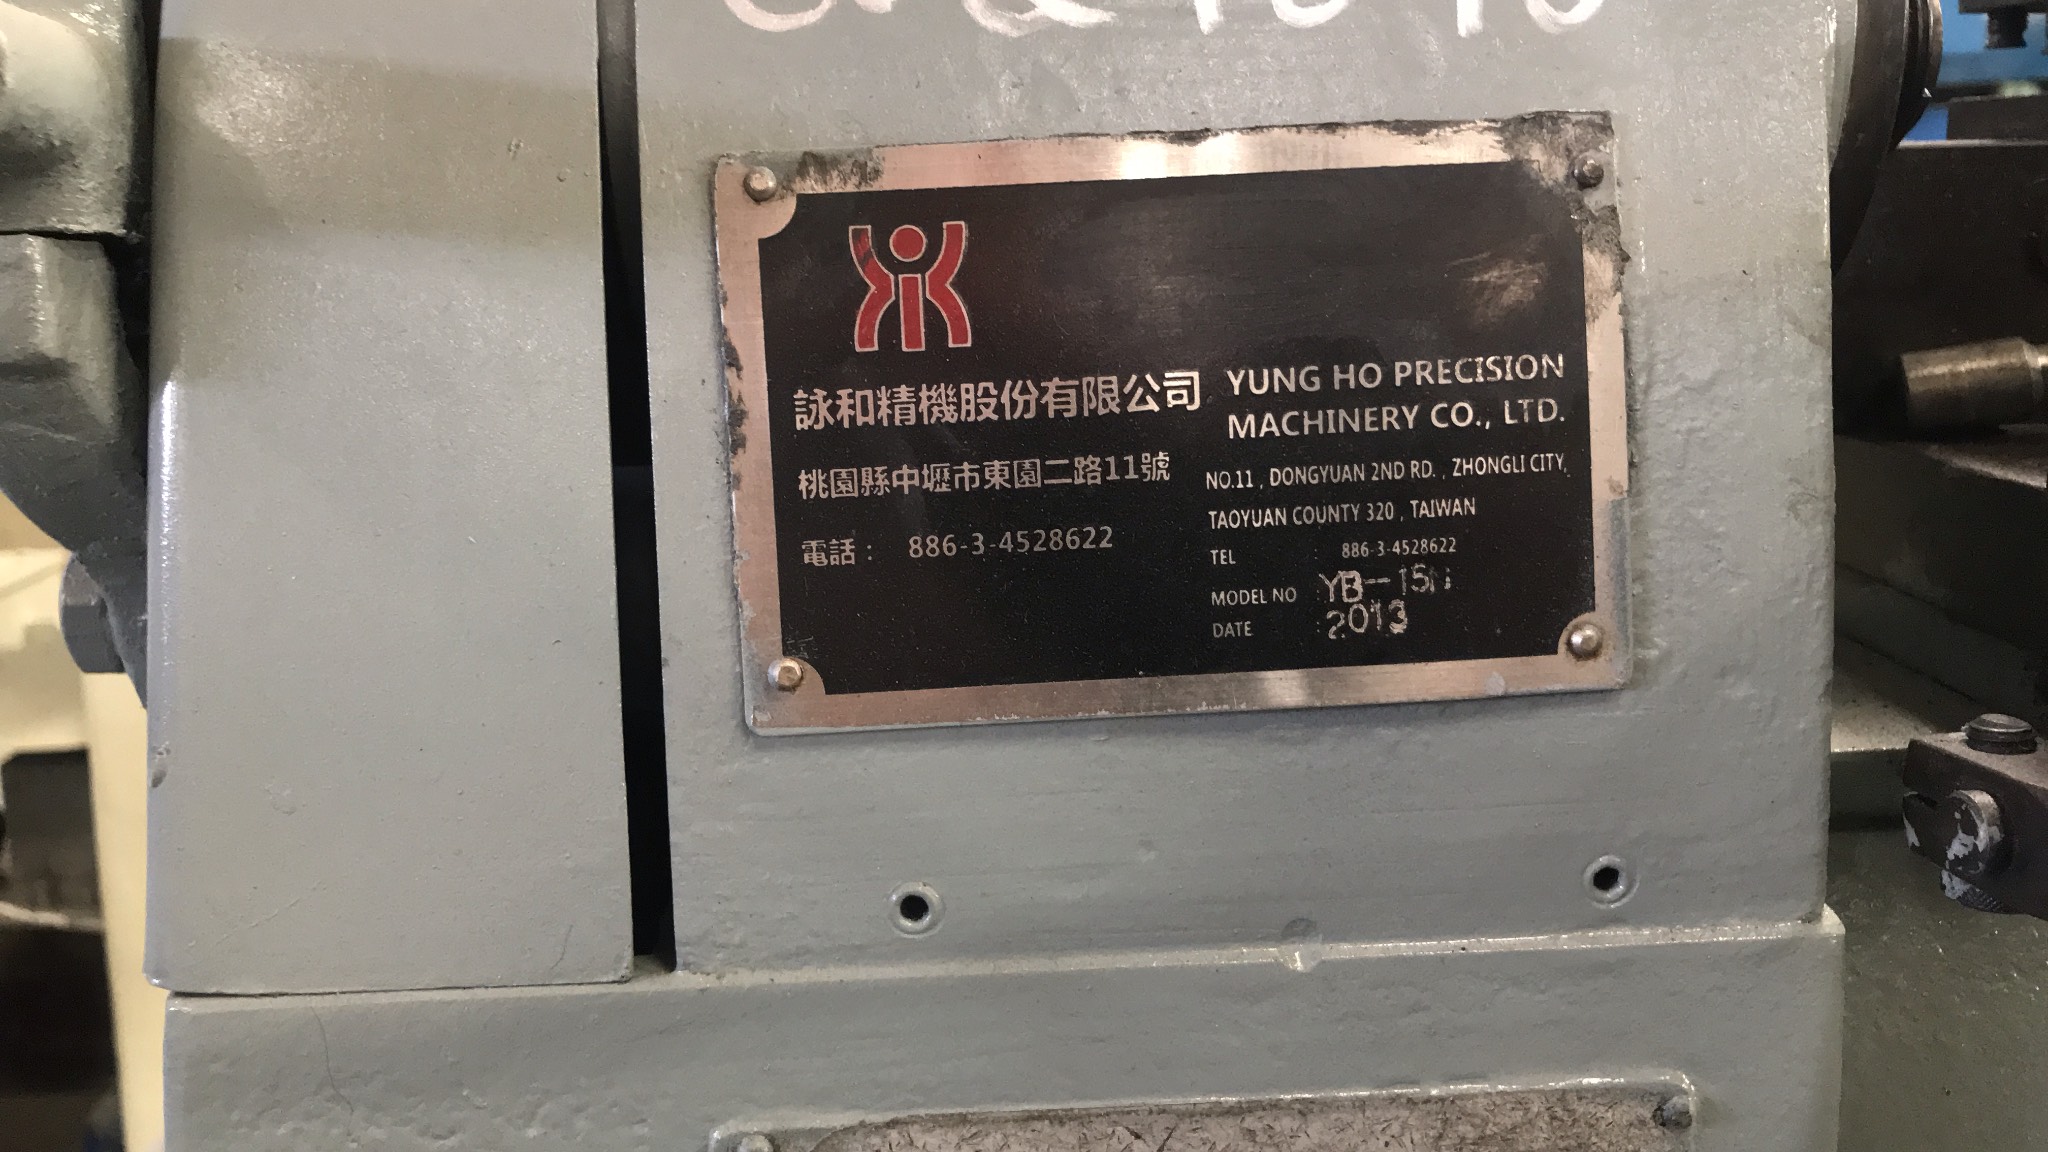 詠和精機股份有限公司
桃園縣中壢市東園二路11號
電話： 886-3-4528622
YUNG HO PRECISION
MACHINERY CO., LTD.
NO.11 , DONGYUAN 2ND RD. , ZHONGLI CITY,
TAOYUAN COUNTY 320 , TAIWAN
TEL : 886-3-4528622
MODEL NO :
DATE : 2013